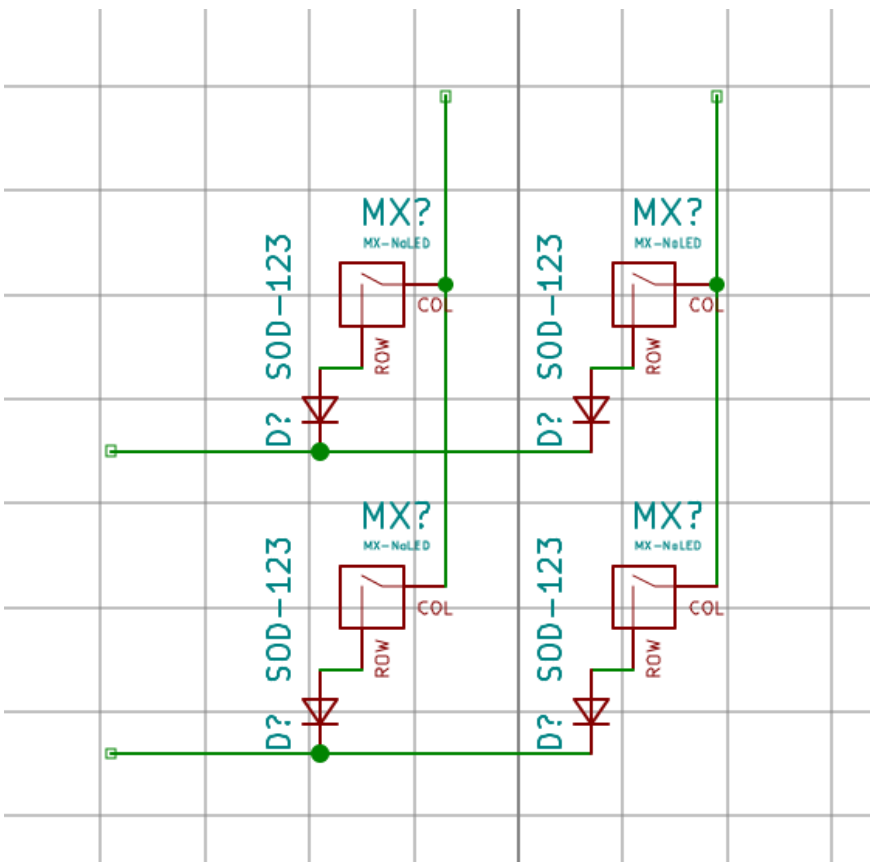 MX?
MX-NoLED
SOD-123
COL
ROW
D?
MX?
MX-NoLED
SOD-123
COL
ROW
D?
MX?
MX-NoLED
SOD-123
COL
ROW
D?
MX?
MX-NoLED
SOD-123
COL
ROW
D?